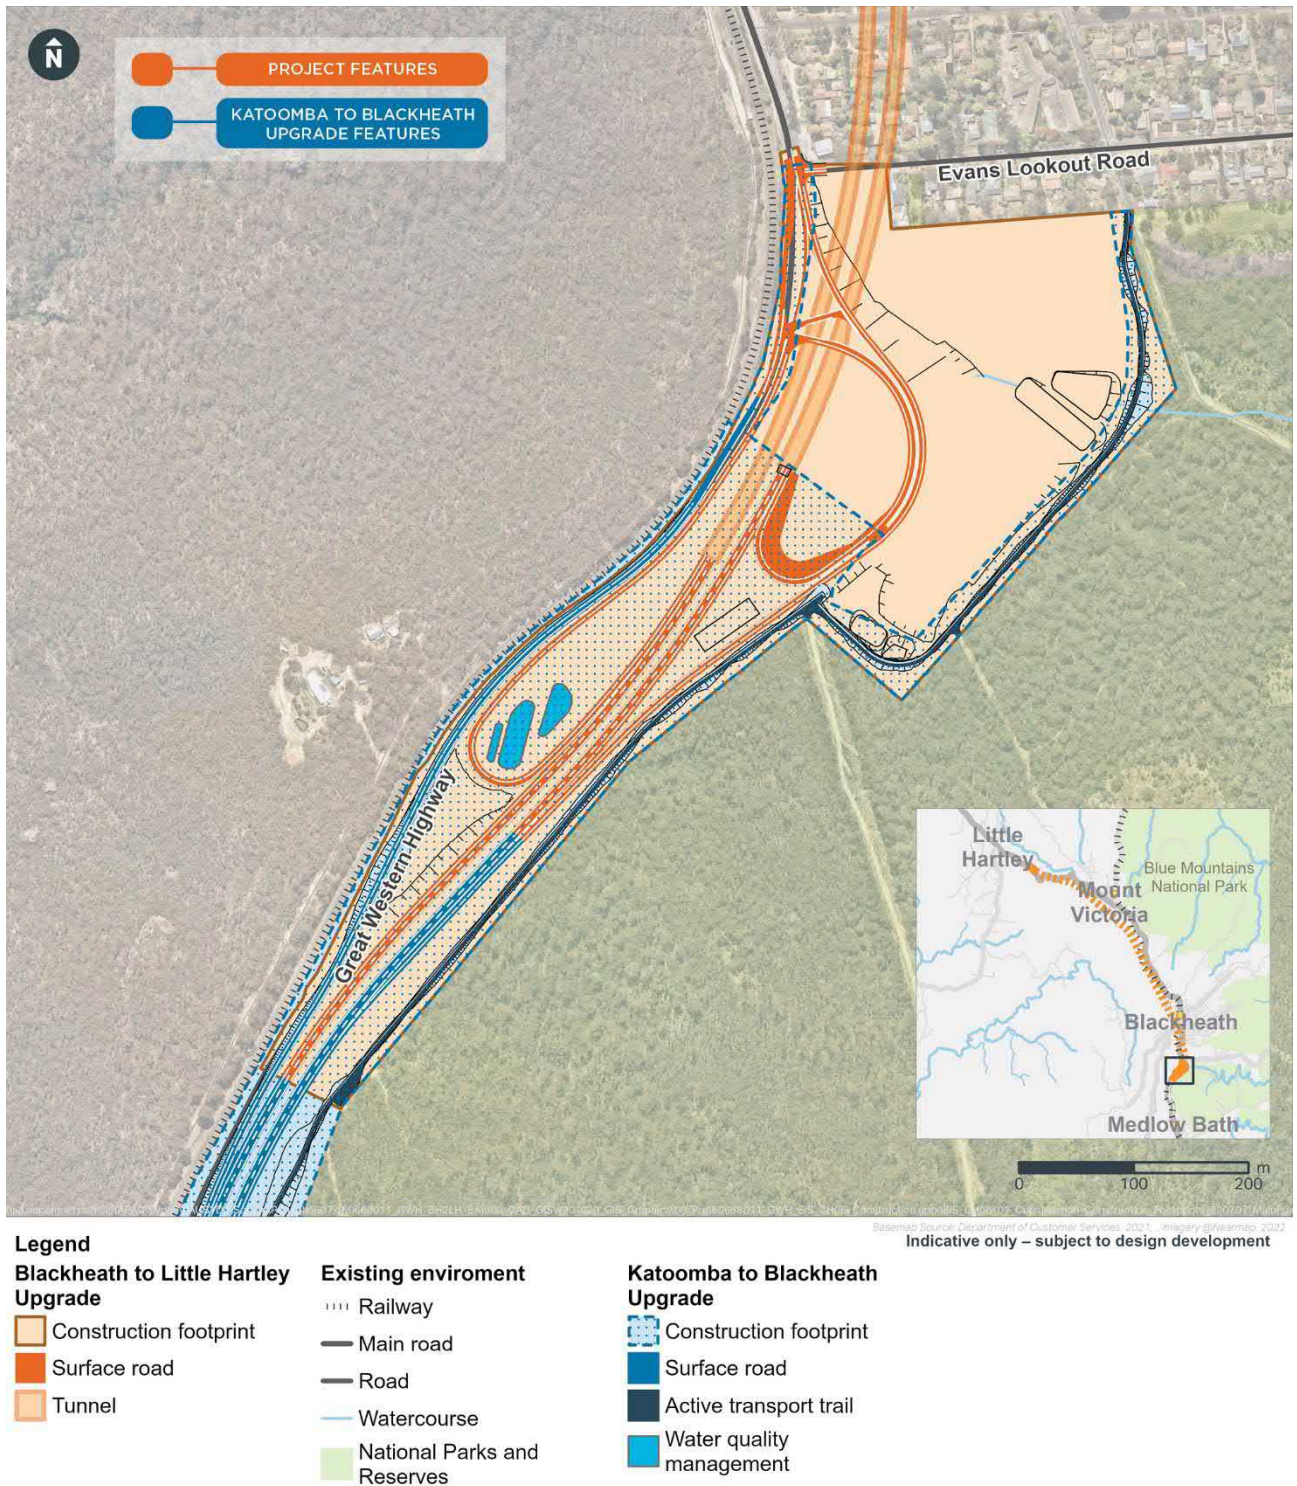 N
PROJECT FEATURES
KATOOMBA TO BLACKHEATH
UPGRADE FEATURES
Evans Lookout Road
Great Western Highway
Little
Hartley
Blue Mountains
National Park
Mount
Victoria
Blackheath
Medlow Bath
m
0 100 200
Basemap Source: Department of Customer Services, 2021, , Imagery @Nearmap, 2022
Indicative only – subject to design development
Legend
Blackheath to Little Hartley
Upgrade
Construction footprint
Surface road
Tunnel
Existing enviroment
Railway
Main road
Road
Watercourse
National Parks and
Reserves
Katoomba to Blackheath
Upgrade
Construction footprint
Surface road
Active transport trail
Water quality
management